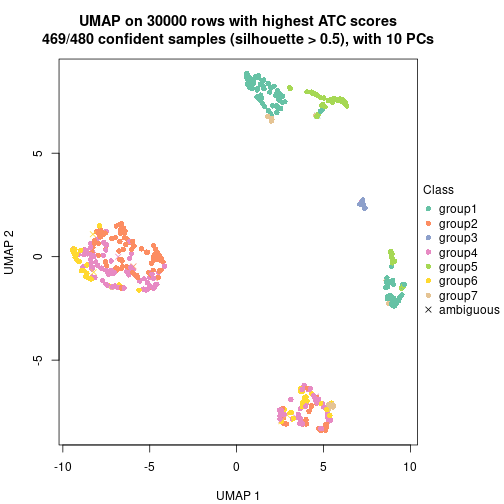 UMAP on 30000 rows with highest ATC scores
469/480 confident samples (silhouette > 0.5), with 10 PCs
UMAP 2
5
0
-5
-10
-5
0
5
10
UMAP 1
Class
group1
group2
group3
group4
group5
group6
group7
ambiguous